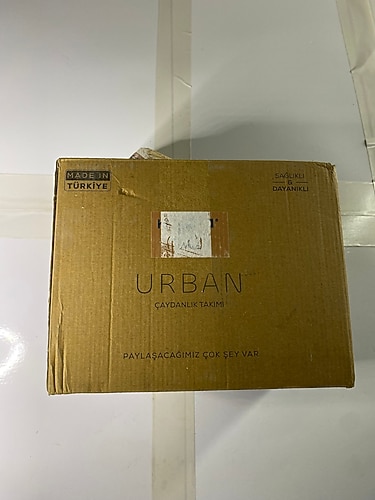 MADE IN
TÜRKİYE
SAĞLIKLI
&
DAYANIKLI
URBAN
ÇAYDANLIK TAKIMI
PAYLAŞACAĞIMIZ ÇOK ŞEY VAR